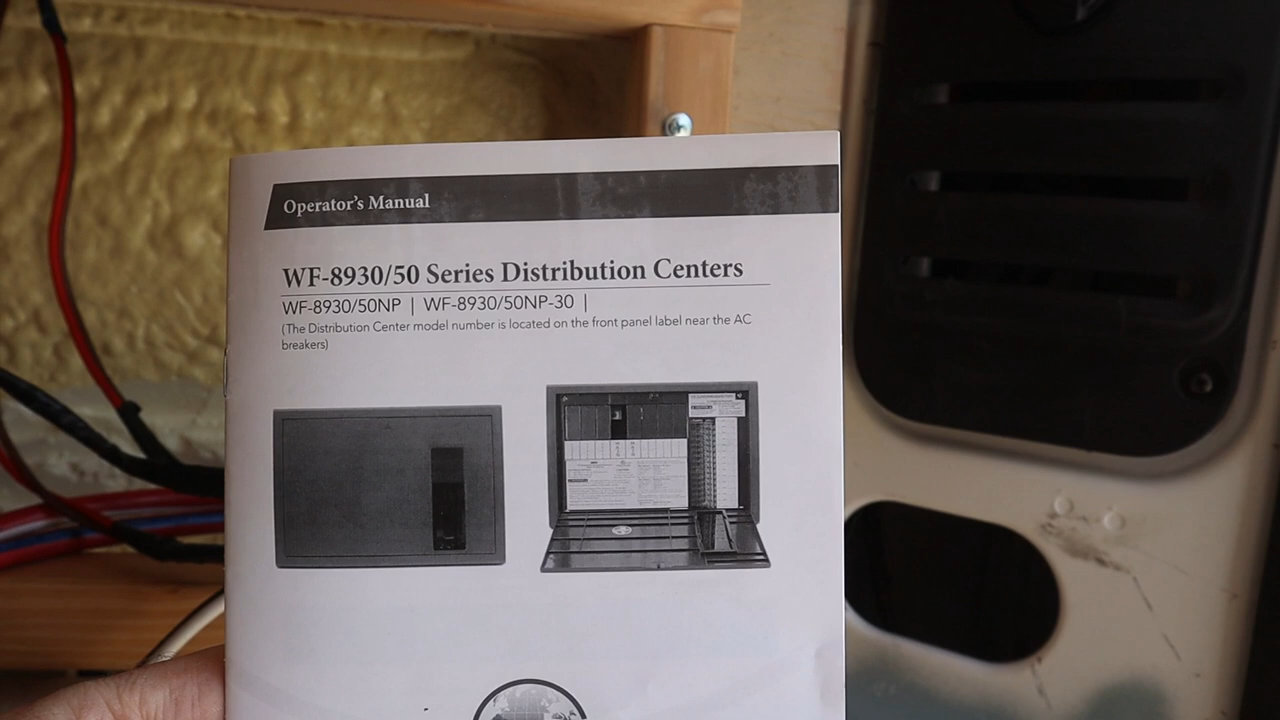 Operator's Manual
WF-8930/50 Series Distribution Centers
WF-8930/50NP | WF-8930/50NP-30 |
(The Distribution Center model number is located on the front panel label near the AC
breakers)